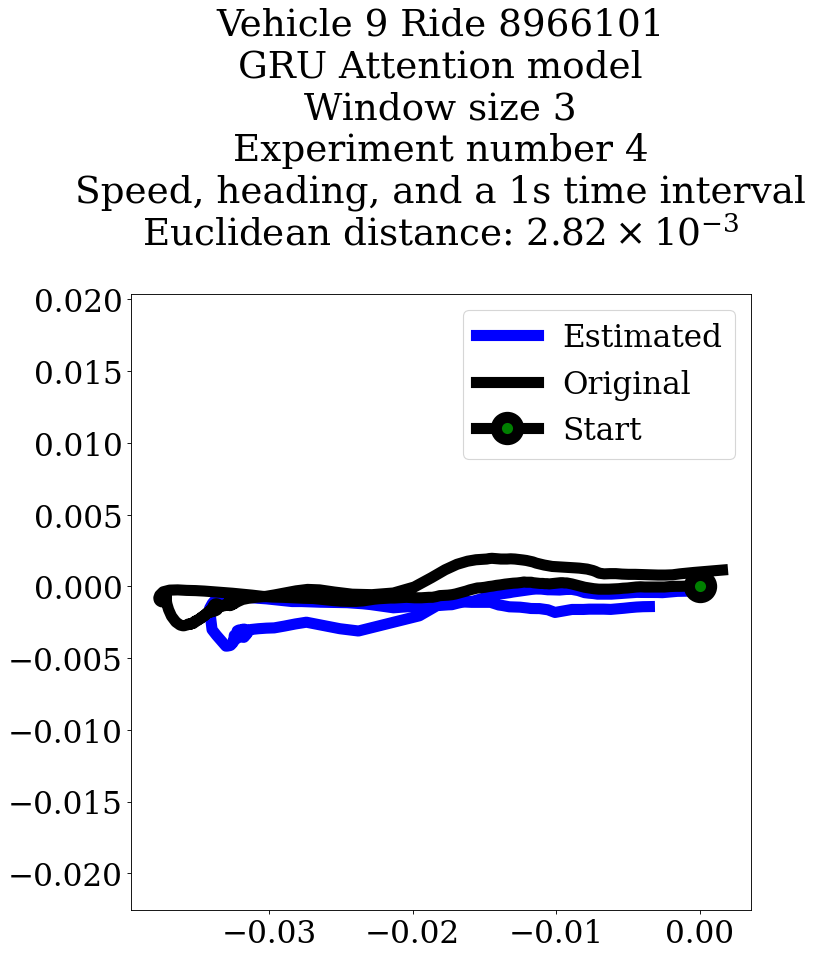 Vehicle 9 Ride 8966101
GRU Attention model
Window size 3
Experiment number 4
Speed, heading, and a 1s time interval
Euclidean distance: 2.82 × 10⁻³
Estimated
Original
Start
0.020
0.015
0.010
0.005
0.000
−0.005
−0.010
−0.015
−0.020
−0.03
−0.02
−0.01
0.00